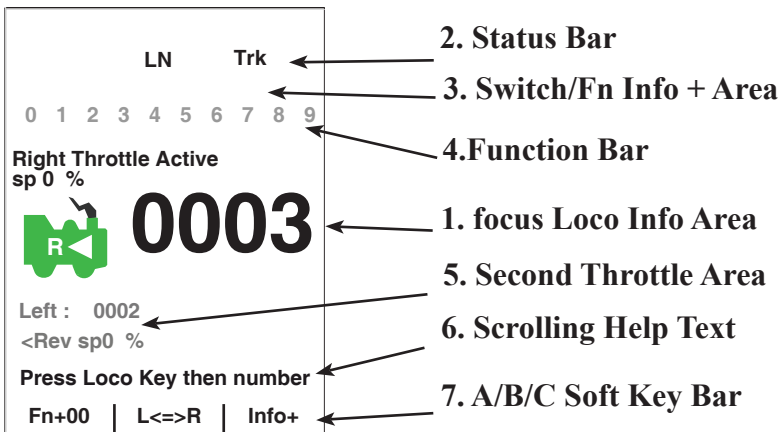 LN Trk
0 1 2 3 4 5 6 7 8 9
Right Throttle Active
sp 0 %
R
0003
Left : 0002
<Rev sp0 %
Press Loco Key then number
Fn+00 | L<=>R | Info+
2. Status Bar
3. Switch/Fn Info + Area
4.Function Bar
1. focus Loco Info Area
5. Second Throttle Area
6. Scrolling Help Text
7. A/B/C Soft Key Bar